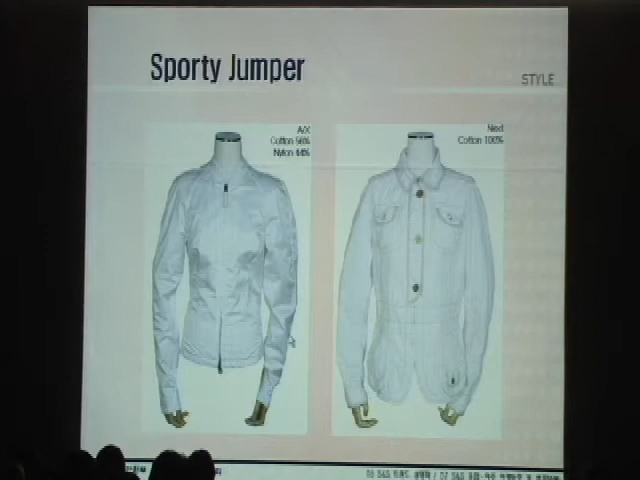 Sporty Jumper
STYLE
A/X
Cotton 56%
Nylon 44%
Next
Cotton 100%